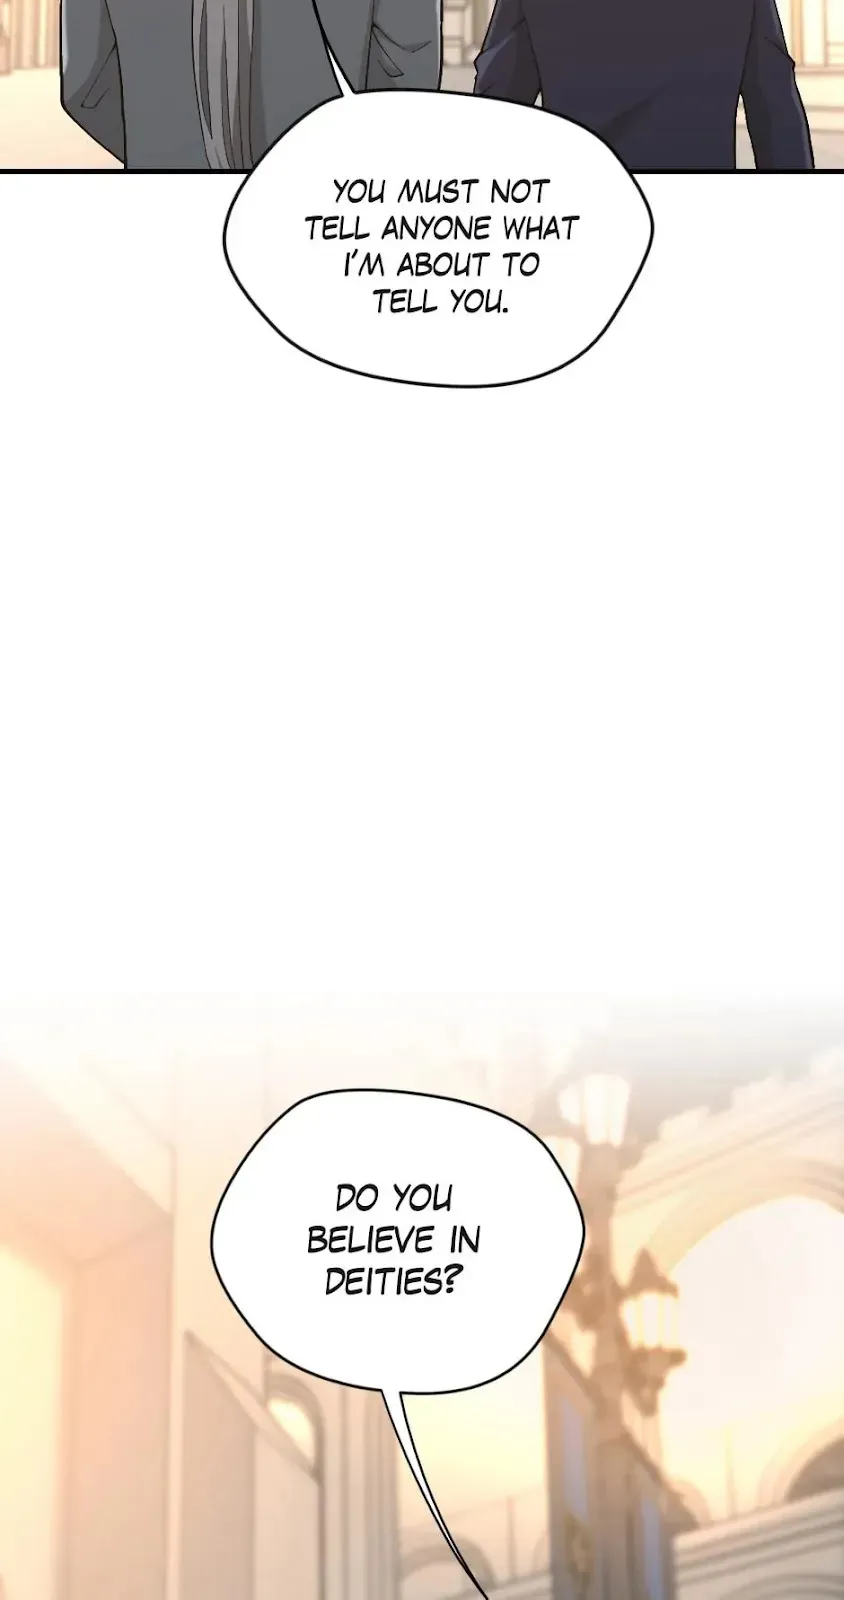 YOU MUST NOT
TELL ANYONE WHAT
I'M ABOUT TO
TELL YOU.
DO YOU
BELIEVE IN
DEITIES?